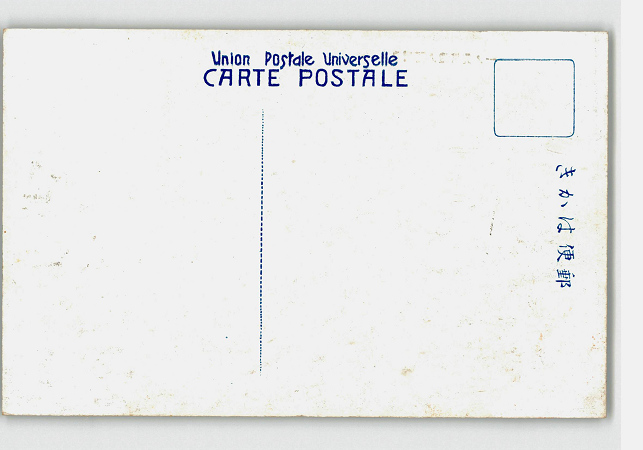 Union Postale Universelle
CARTE POSTALE
きかは便郵